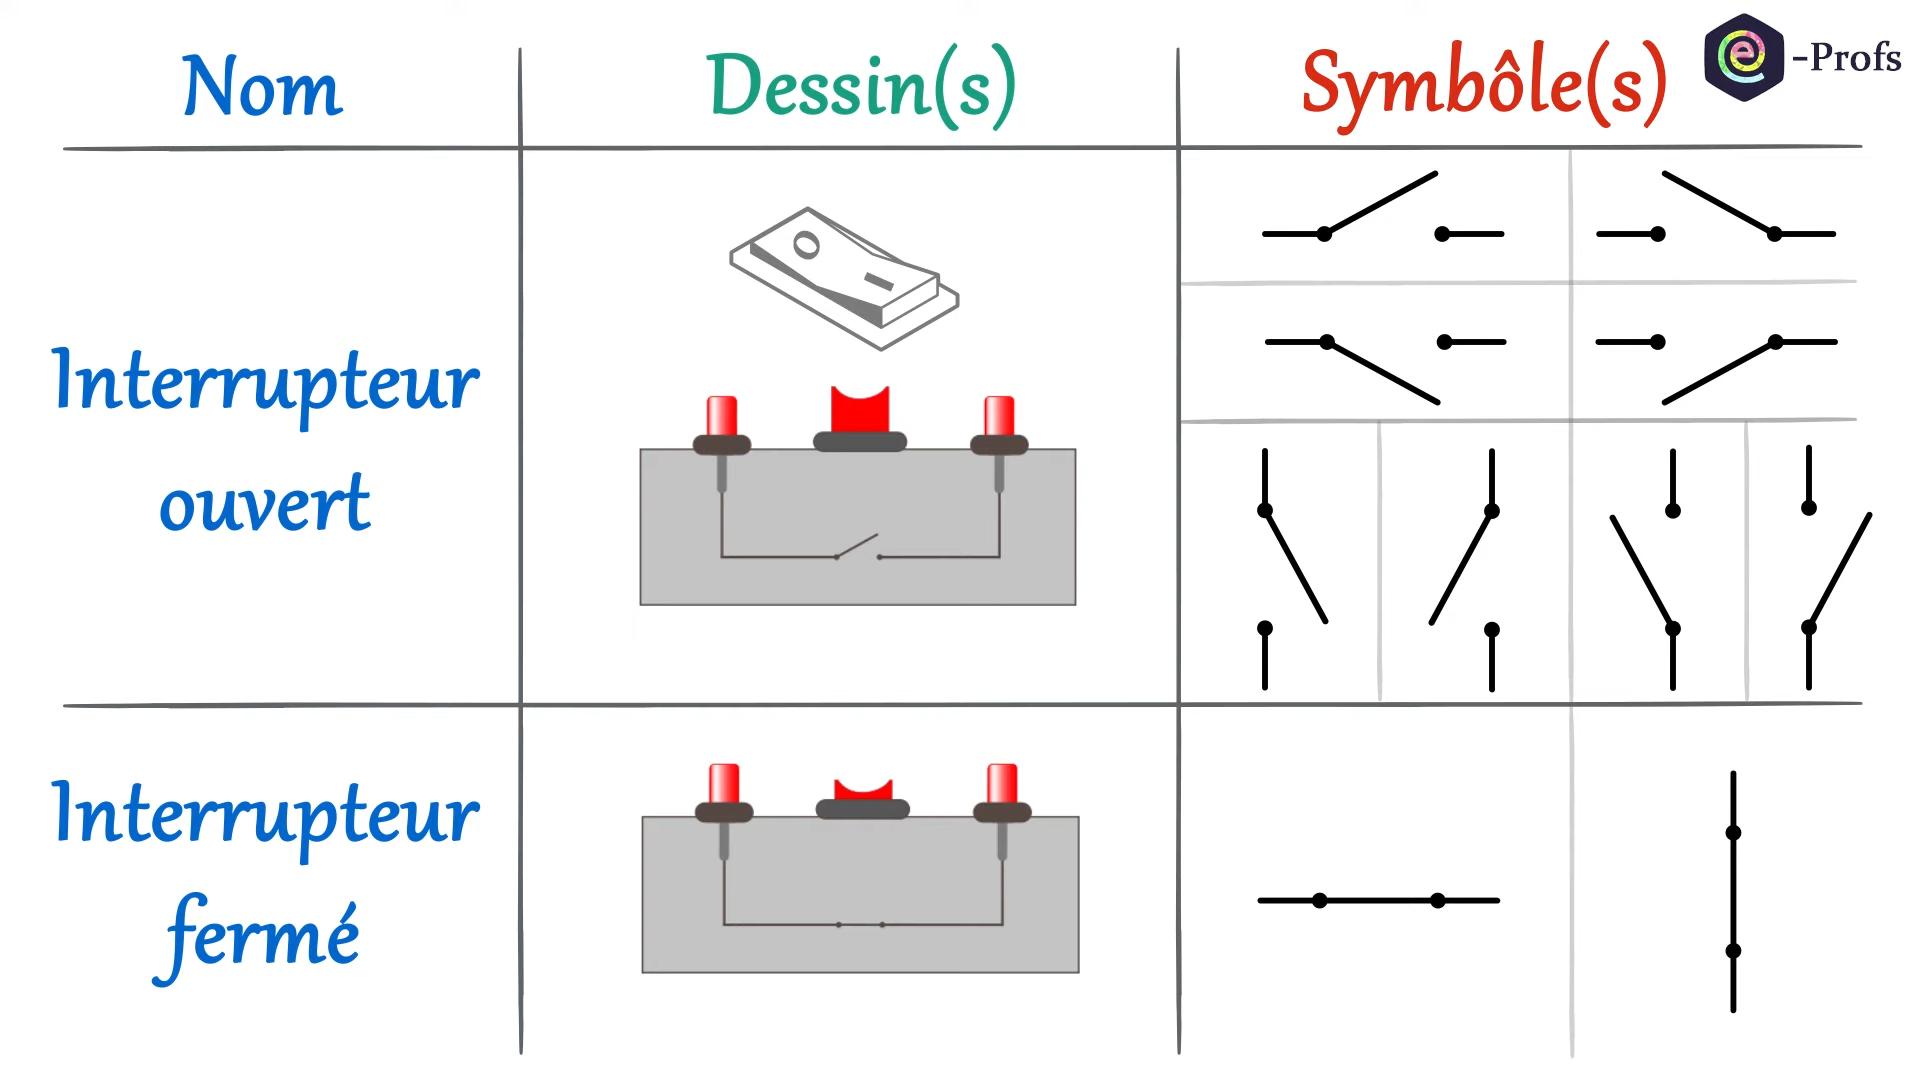 Nom
Dessin(s)
Symbôle(s)
e-Profs
Interrupteur
ouvert
Interrupteur
fermé